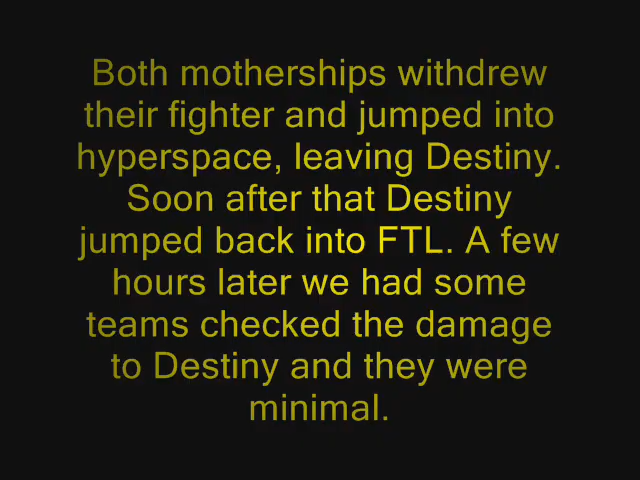 Both motherships withdrew
their fighter and jumped into
hyperspace, leaving Destiny.
Soon after that Destiny
jumped back into FTL. A few
hours later we had some
teams checked the damage
to Destiny and they were
minimal.